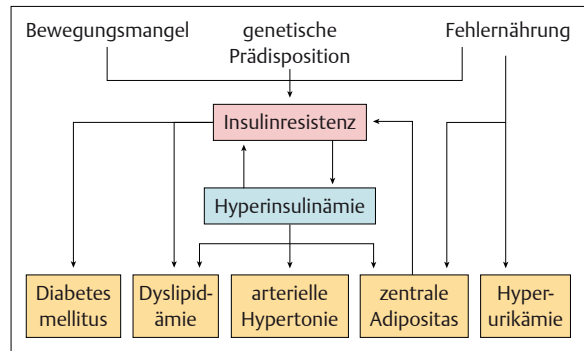 Bewegungsmangel
genetische
Prädisposition
Fehlernährung
Insulinresistenz
Hyperinsulinämie
Diabetes
mellitus
Dyslipid-
ämie
arterielle
Hypertonie
zentrale
Adipositas
Hyper-
urikämie